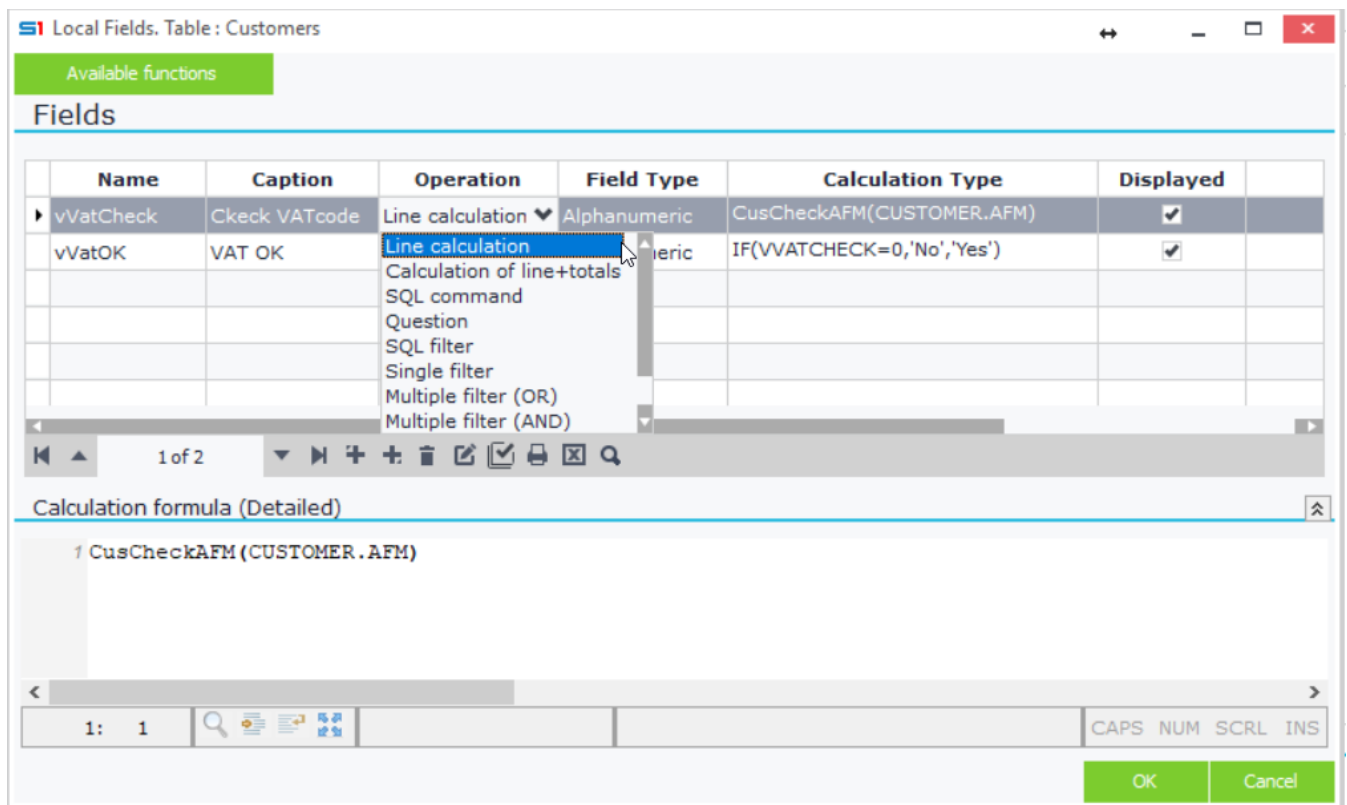 S1 Local Fields. Table : Customers
Available functions
Fields
Name Caption Operation Field Type Calculation Type Displayed
vVatCheck Ckeck VATcode Line calculation Alphanumeric CusCheckAFM(CUSTOMER.AFM)
vVatOK VAT OK neric IF(VVATCHECK=0,'No','Yes')
Line calculation
Calculation of line+totals
SQL command
Question
SQL filter
Single filter
Multiple filter (OR)
Multiple filter (AND)
1 of 2
Calculation formula (Detailed)
1 CusCheckAFM(CUSTOMER.AFM)
1: 1 CAPS NUM SCRL INS
OK Cancel